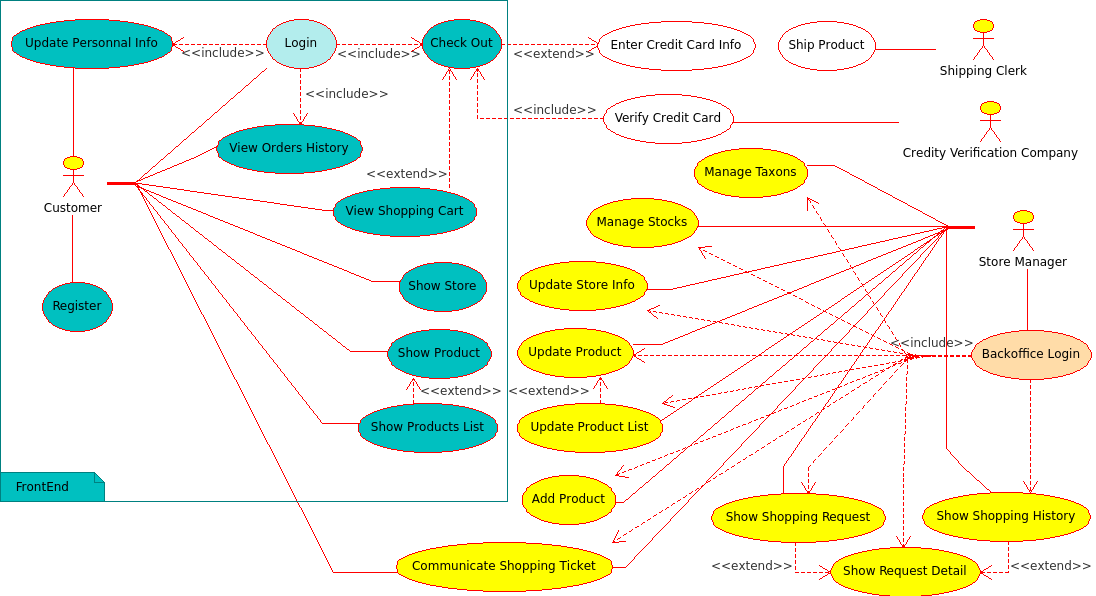 Update Personnal Info
<<include>>
Login
<<include>>
Check Out
<<extend>>
Enter Credit Card Info
Ship Product
Shipping Clerk
<<include>>
<<include>>
Verify Credit Card
Credity Verification Company
View Orders History
<<extend>>
Manage Taxons
Customer
View Shopping Cart
Manage Stocks
Store Manager
Register
Show Store
Update Store Info
Show Product
Update Product
<<include>>
Backoffice Login
<<extend>>
<<extend>>
Show Products List
Update Product List
FrontEnd
Add Product
Show Shopping Request
Show Shopping History
Communicate Shopping Ticket
<<extend>>
Show Request Detail
<<extend>>